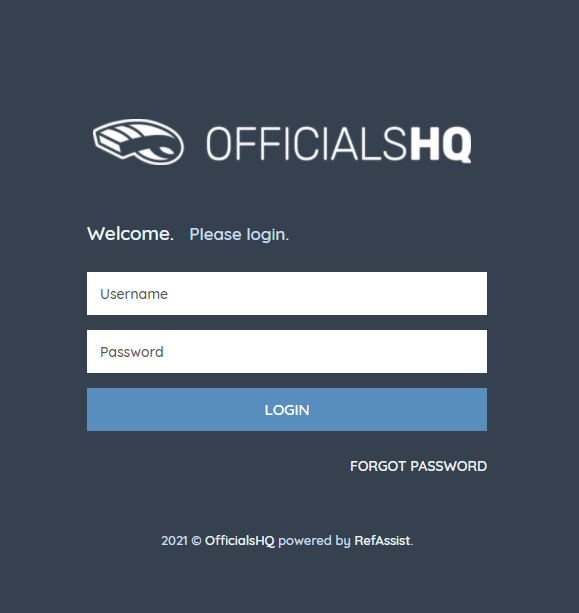 OFFICIALSHQ
Welcome. Please login.
Username
Password
LOGIN
FORGOT PASSWORD
2021 © OfficialsHQ powered by RefAssist.